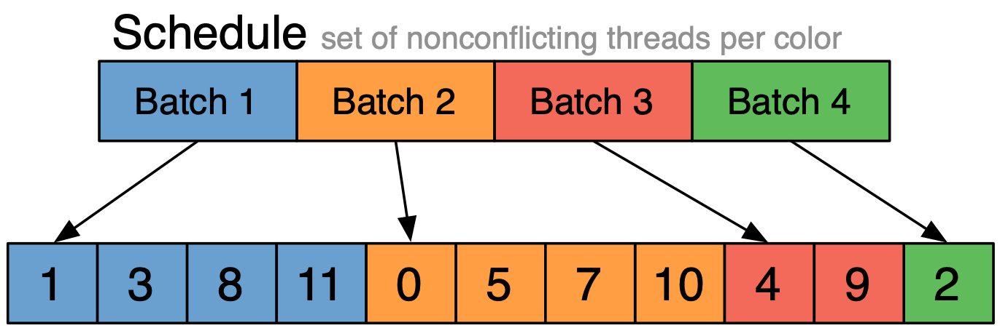 Schedule set of nonconflicting threads per color
Batch 1 Batch 2 Batch 3 Batch 4
1 3 8 11 0 5 7 10 4 9 2